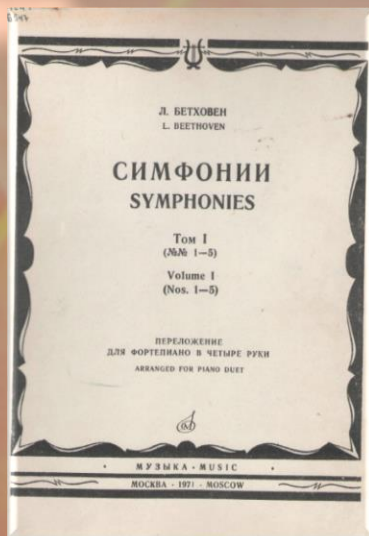 Л. БЕТХОВЕН
L. BEETHOVEN
СИМФОНИИ
SYMPHONIES
Том I
(№№ 1—5)
Volume I
(Nos. 1—5)
ПЕРЕЛОЖЕНИЕ
ДЛЯ ФОРТЕПИАНО В ЧЕТЫРЕ РУКИ
ARRANGED FOR PIANO DUET
МУЗЫКА · MUSIC
МОСКВА · 1971 · MOSCOW